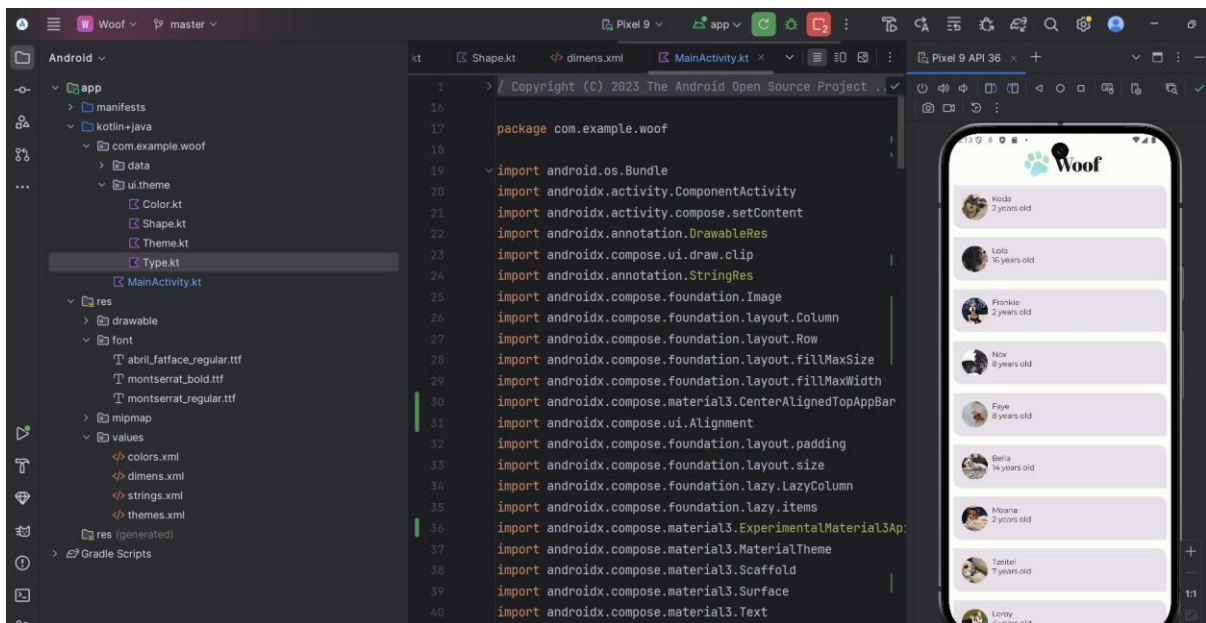 W Woof master
Pixel 9 app
Android
app
manifests
kotlin+java
com.example.woof
data
ui.theme
Color.kt
Shape.kt
Theme.kt
Type.kt
MainActivity.kt
res
drawable
font
abril_fatface_regular.ttf
montserrat_bold.ttf
montserrat_regular.ttf
mipmap
values
colors.xml
dimens.xml
strings.xml
themes.xml
res (generated)
Gradle Scripts
.kt Shape.kt dimens.xml MainActivity.kt
1 / Copyright (C) 2023 The Android Open Source Project ...
16
17 package com.example.woof
18
19 import android.os.Bundle
20 import androidx.activity.ComponentActivity
21 import androidx.activity.compose.setContent
22 import androidx.annotation.DrawableRes
23 import androidx.compose.ui.draw.clip
24 import androidx.annotation.StringRes
25 import androidx.compose.foundation.Image
26 import androidx.compose.foundation.layout.Column
27 import androidx.compose.foundation.layout.Row
28 import androidx.compose.foundation.layout.fillMaxSize
29 import androidx.compose.foundation.layout.fillMaxWidth
30 import androidx.compose.material3.CenterAlignedTopAppBar
31 import androidx.compose.ui.Alignment
32 import androidx.compose.foundation.layout.padding
33 import androidx.compose.foundation.layout.size
34 import androidx.compose.foundation.lazy.LazyColumn
35 import androidx.compose.foundation.lazy.items
36 import androidx.compose.material3.ExperimentalMaterial3Ap
37 import androidx.compose.material3.MaterialTheme
38 import androidx.compose.material3.Scaffold
39 import androidx.compose.material3.Surface
40 import androidx.compose.material3.Text
Pixel 9 API 36
Woof
Koda
2 years old
Lola
16 years old
Frankie
2 years old
Nox
8 years old
Faye
8 years old
Bella
14 years old
Moana
2 years old
Tzeitel
7 years old
Leroy
1:1